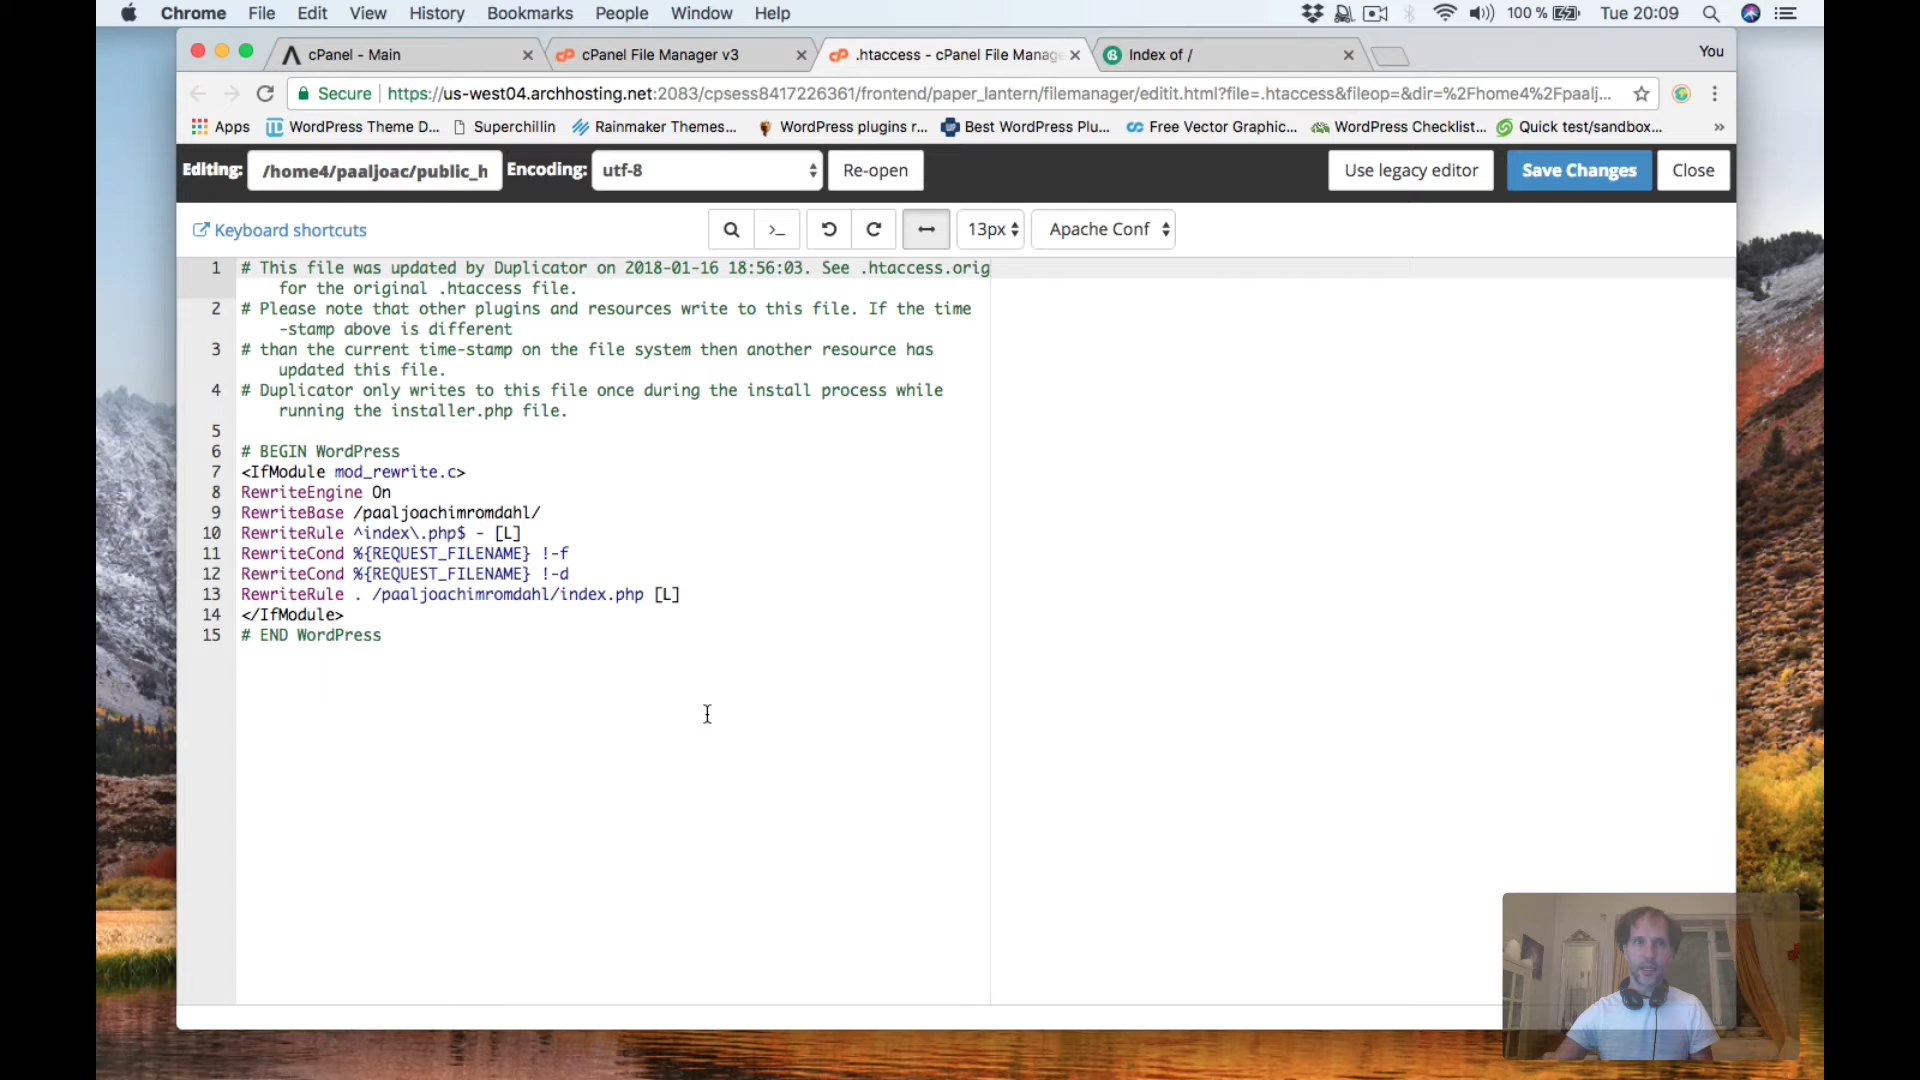 Chrome File Edit View History Bookmarks People Window Help 100 % Tue 20:09
cPanel - Main cPanel File Manager v3 .htaccess - cPanel File Manage Index of / You
Secure https://us-west04.archhosting.net:2083/cpsess8417226361/frontend/paper_lantern/filemanager/editit.html?file=.htaccess&fileop=&dir=%2Fhome4%2Fpaalj...
Apps WordPress Theme D... Superchillin Rainmaker Themes... WordPress plugins r... Best WordPress Plu... Free Vector Graphic... WordPress Checklist... Quick test/sandbox... »
Editing: /home4/paaljoac/public_h Encoding: utf-8 Re-open Use legacy editor Save Changes Close
Keyboard shortcuts >_ 13px Apache Conf
1 # This file was updated by Duplicator on 2018-01-16 18:56:03. See .htaccess.orig
for the original .htaccess file.
2 # Please note that other plugins and resources write to this file. If the time
-stamp above is different
3 # than the current time-stamp on the file system then another resource has
updated this file.
4 # Duplicator only writes to this file once during the install process while
running the installer.php file.
5
6 # BEGIN WordPress
7 <IfModule mod_rewrite.c>
8 RewriteEngine On
9 RewriteBase /paaljoachimromdahl/
10 RewriteRule ^index\.php$ - [L]
11 RewriteCond %{REQUEST_FILENAME} !-f
12 RewriteCond %{REQUEST_FILENAME} !-d
13 RewriteRule . /paaljoachimromdahl/index.php [L]
14 </IfModule>
15 # END WordPress